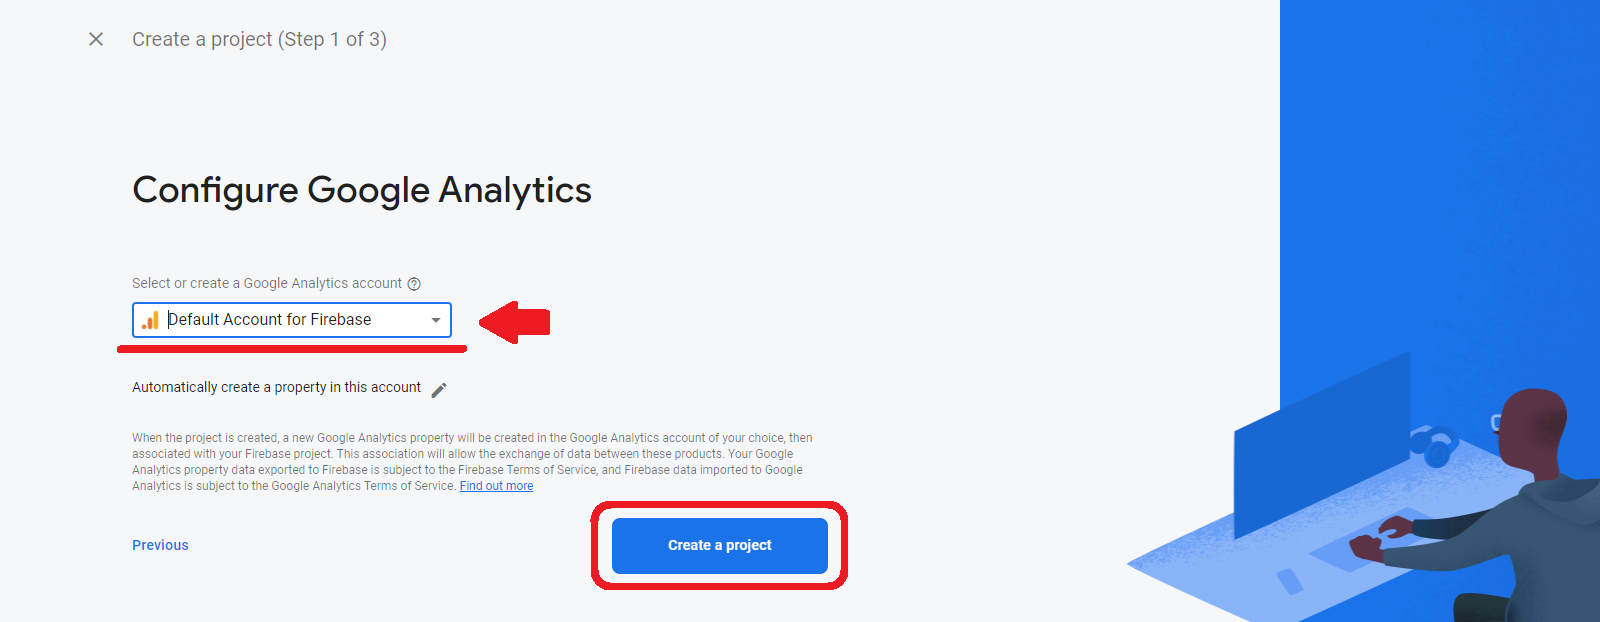 Create a project (Step 1 of 3)
Configure Google Analytics
Select or create a Google Analytics account
Default Account for Firebase
Automatically create a property in this account
When the project is created, a new Google Analytics property will be created in the Google Analytics account of your choice, then
associated with your Firebase project. This association will allow the exchange of data between these products. Your Google
Analytics property data exported to Firebase is subject to the Firebase Terms of Service, and Firebase data imported to Google
Analytics is subject to the Google Analytics Terms of Service. Find out more
Previous
Create a project